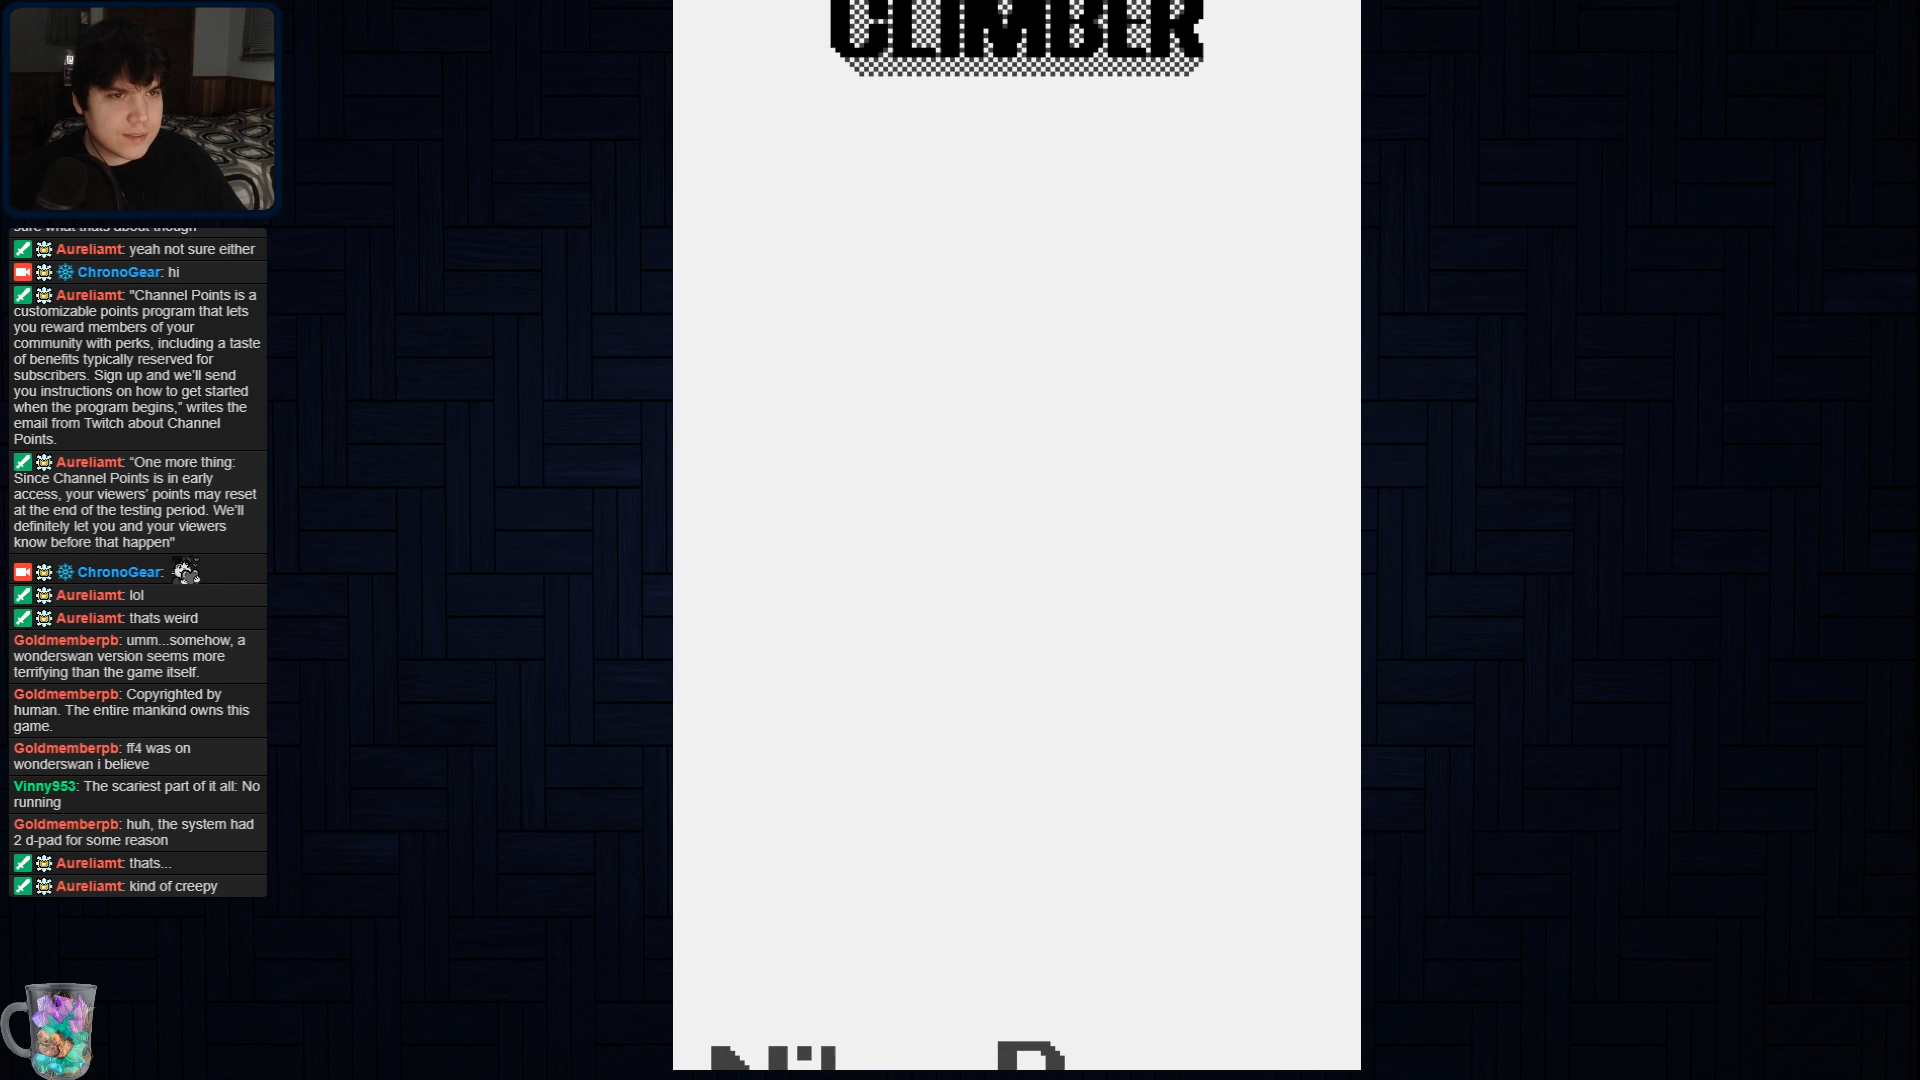 CLIMBER
sure what thats about though
Aureliamt: yeah not sure either
ChronoGear: hi
Aureliamt: "Channel Points is a
customizable points program that lets
you reward members of your
community with perks, including a taste
of benefits typically reserved for
subscribers. Sign up and we'll send
you instructions on how to get started
when the program begins," writes the
email from Twitch about Channel
Points.
Aureliamt: “One more thing:
Since Channel Points is in early
access, your viewers’ points may reset
at the end of the testing period. We’ll
definitely let you and your viewers
know before that happen"
ChronoGear:
Aureliamt: lol
Aureliamt: thats weird
Goldmemberpb: umm...somehow, a
wonderswan version seems more
terrifying than the game itself.
Goldmemberpb: Copyrighted by
human. The entire mankind owns this
game.
Goldmemberpb: ff4 was on
wonderswan i believe
Vinny953: The scariest part of it all: No
running
Goldmemberpb: huh, the system had
2 d-pad for some reason
Aureliamt: thats...
Aureliamt: kind of creepy